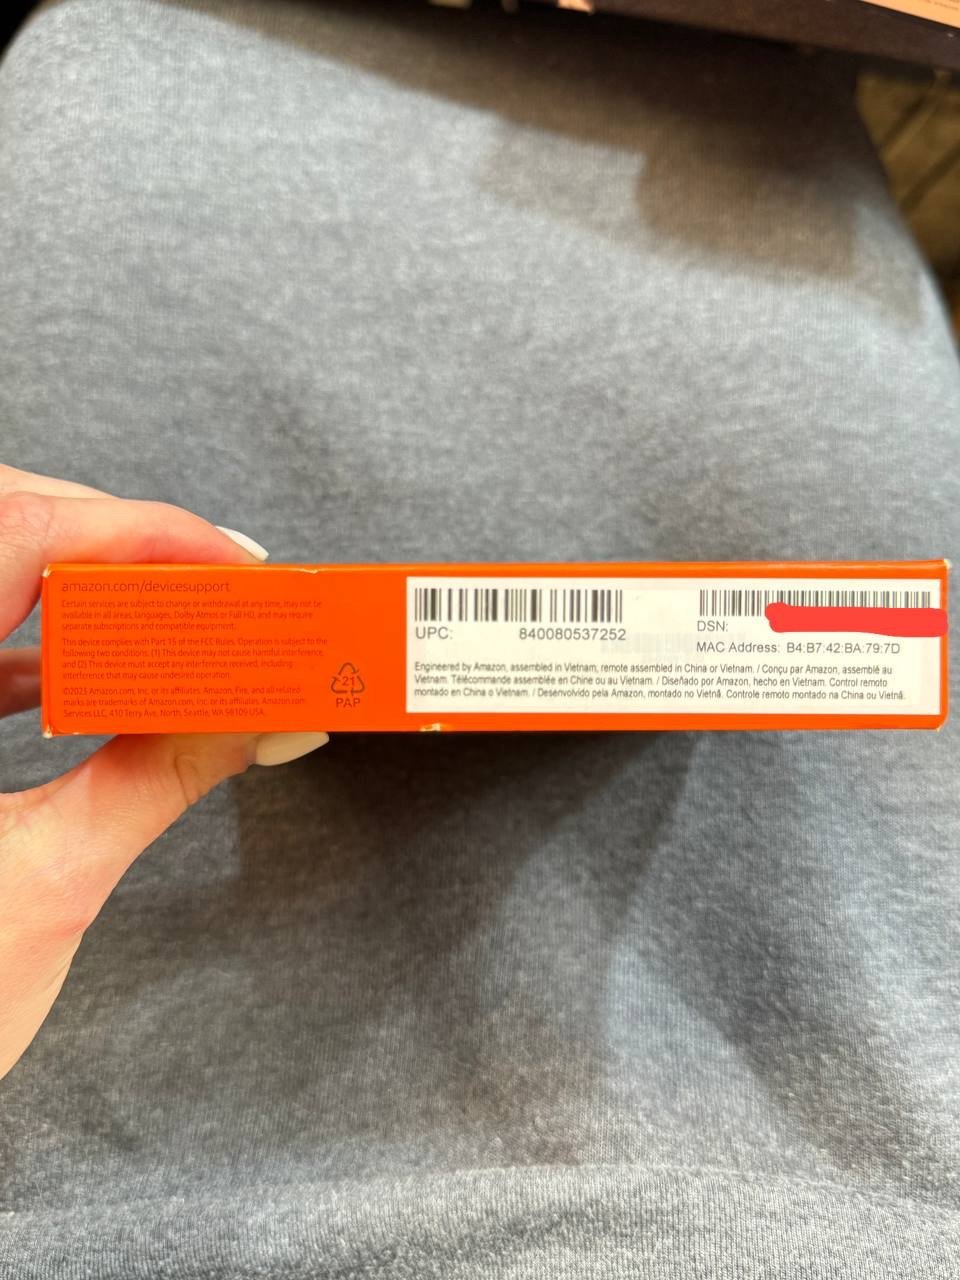 amazon.com/devicesupport
Certain services are subject to change or withdrawal at any time, may not be
available in all areas, languages, Dolby Atmos or Full HD, and may require
separate subscriptions and compatible equipment.
This device complies with Part 15 of the FCC Rules. Operation is subject to the
following two conditions: (1) This device may not cause harmful interference,
and (2) This device must accept any interference received, including
interference that may cause undesired operation.
©2025 Amazon.com, Inc. or its affiliates. Amazon, Fire, and all related
marks are trademarks of Amazon.com, Inc. or its affiliates. Amazon.com
Services LLC, 410 Terry Ave. North, Seattle, WA 98109 USA.
21
PAP
UPC: 840080537252
DSN:
MAC Address: B4:B7:42:BA:79:7D
Engineered by Amazon, assembled in Vietnam, remote assembled in China or Vietnam. / Conçu par Amazon, assemblé au
Vietnam. Télécommande assemblée en Chine ou au Vietnam. / Diseñado por Amazon, hecho en Vietnam. Control remoto
montado en China o Vietnam. / Desenvolvido pela Amazon, montado no Vietnã. Controle remoto montado na China ou Vietnã.